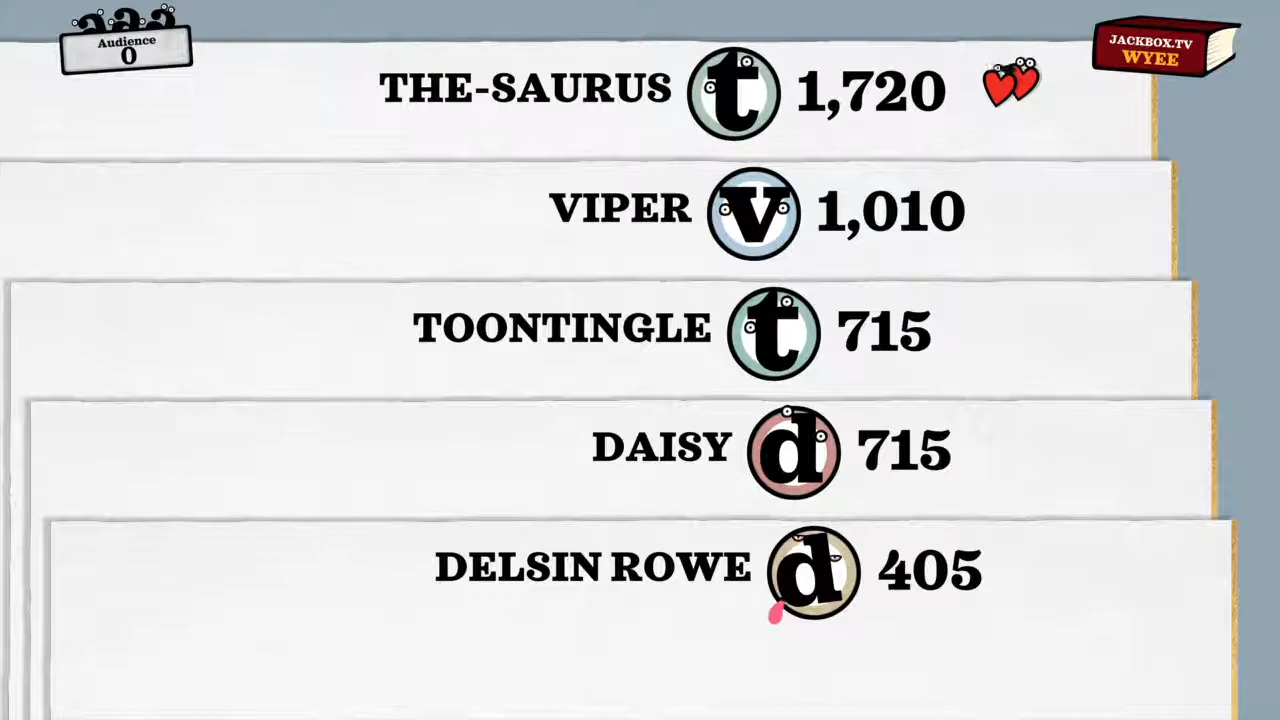 Audience
0
JACKBOX.TV
WYEE
THE-SAURUS t 1,720
VIPER v 1,010
TOONTINGLE t 715
DAISY d 715
DELSIN ROWE d 405